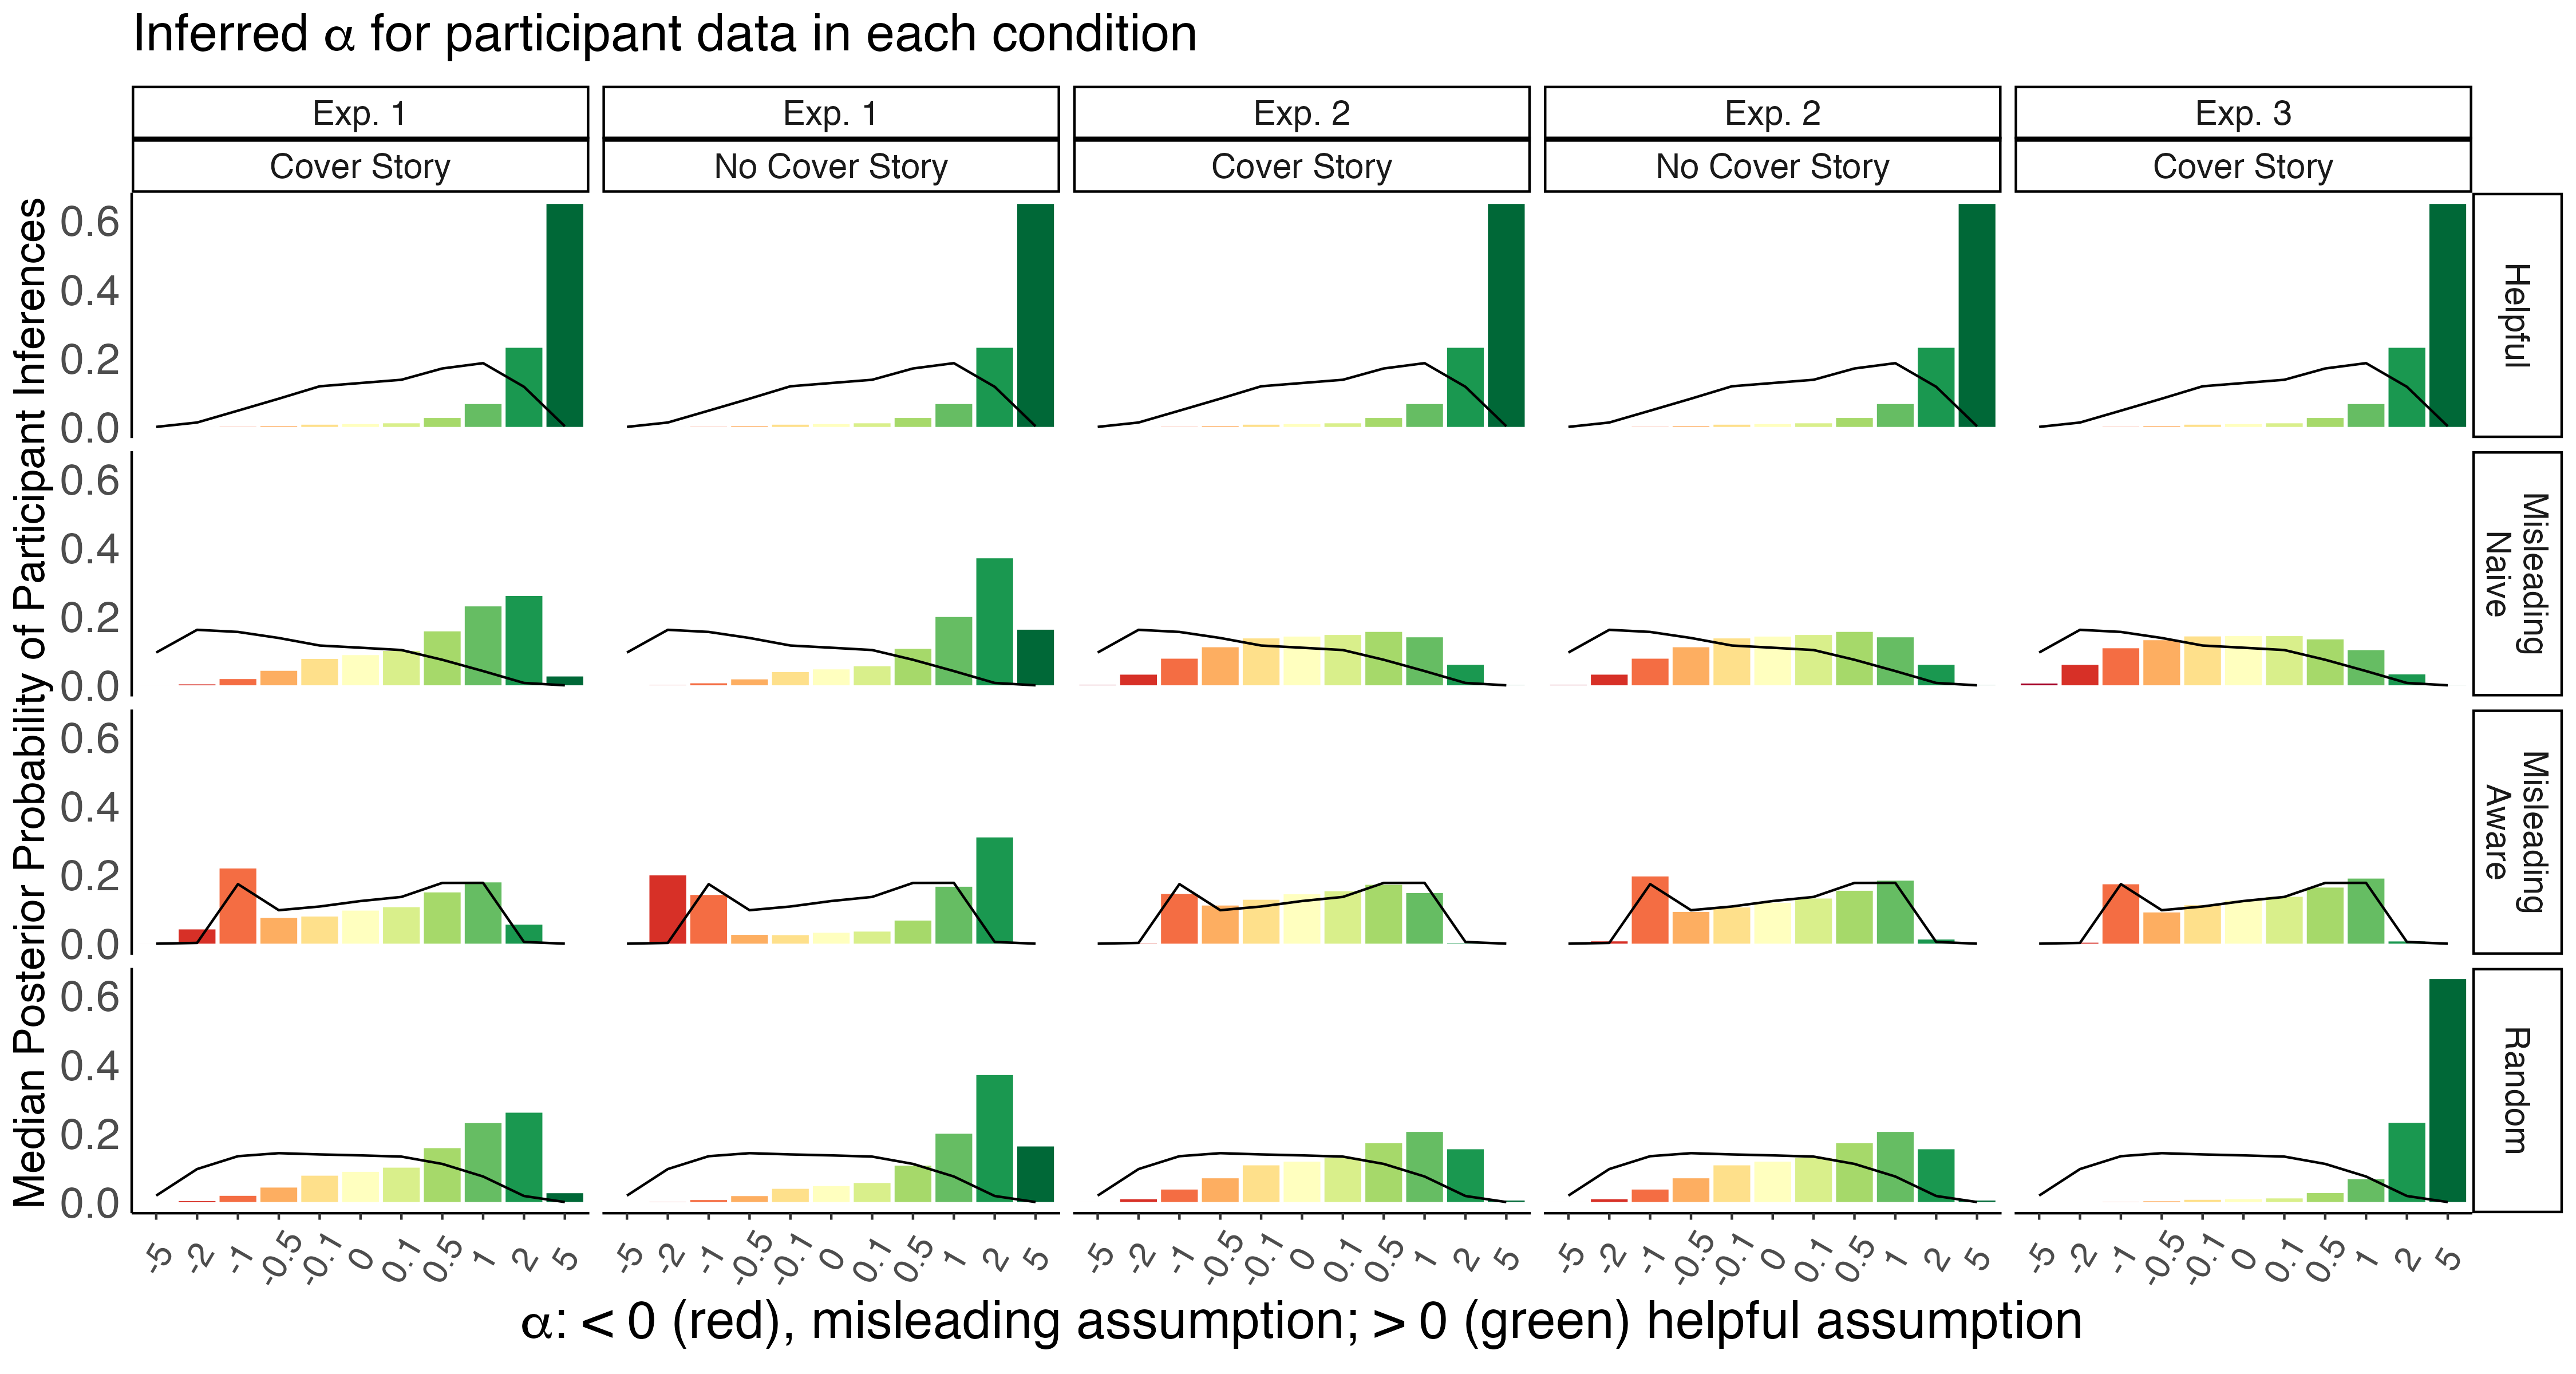 Inferred α for participant data in each condition
Exp. 1
Exp. 1
Exp. 2
Exp. 2
Exp. 3
Cover Story
No Cover Story
Cover Story
No Cover Story
Cover Story
Median Posterior Probability of Participant Inferences
0.6
0.4
0.2
0.0
Helpful
0.6
0.4
0.2
0.0
Misleading
Naive
0.6
0.4
0.2
0.0
Misleading
Aware
0.6
0.4
0.2
0.0
Random
-5 -2 -1 -0.5 -0.1 0 0.1 0.5 1 2 5
-5 -2 -1 -0.5 -0.1 0 0.1 0.5 1 2 5
-5 -2 -1 -0.5 -0.1 0 0.1 0.5 1 2 5
-5 -2 -1 -0.5 -0.1 0 0.1 0.5 1 2 5
-5 -2 -1 -0.5 -0.1 0 0.1 0.5 1 2 5
α: < 0 (red), misleading assumption; > 0 (green) helpful assumption